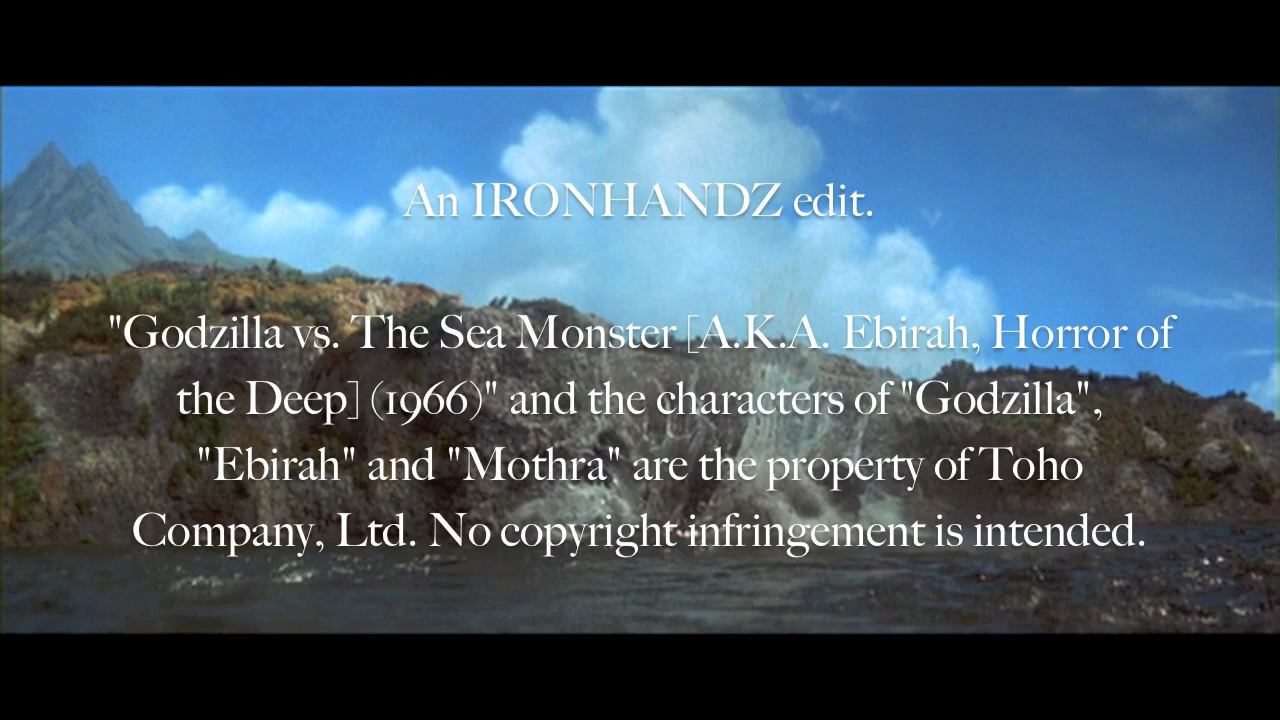 An IRONHANDZ edit.
"Godzilla vs. The Sea Monster [A.K.A. Ebirah, Horror of
the Deep] (1966)" and the characters of "Godzilla",
"Ebirah" and "Mothra" are the property of Toho
Company, Ltd. No copyright infringement is intended.